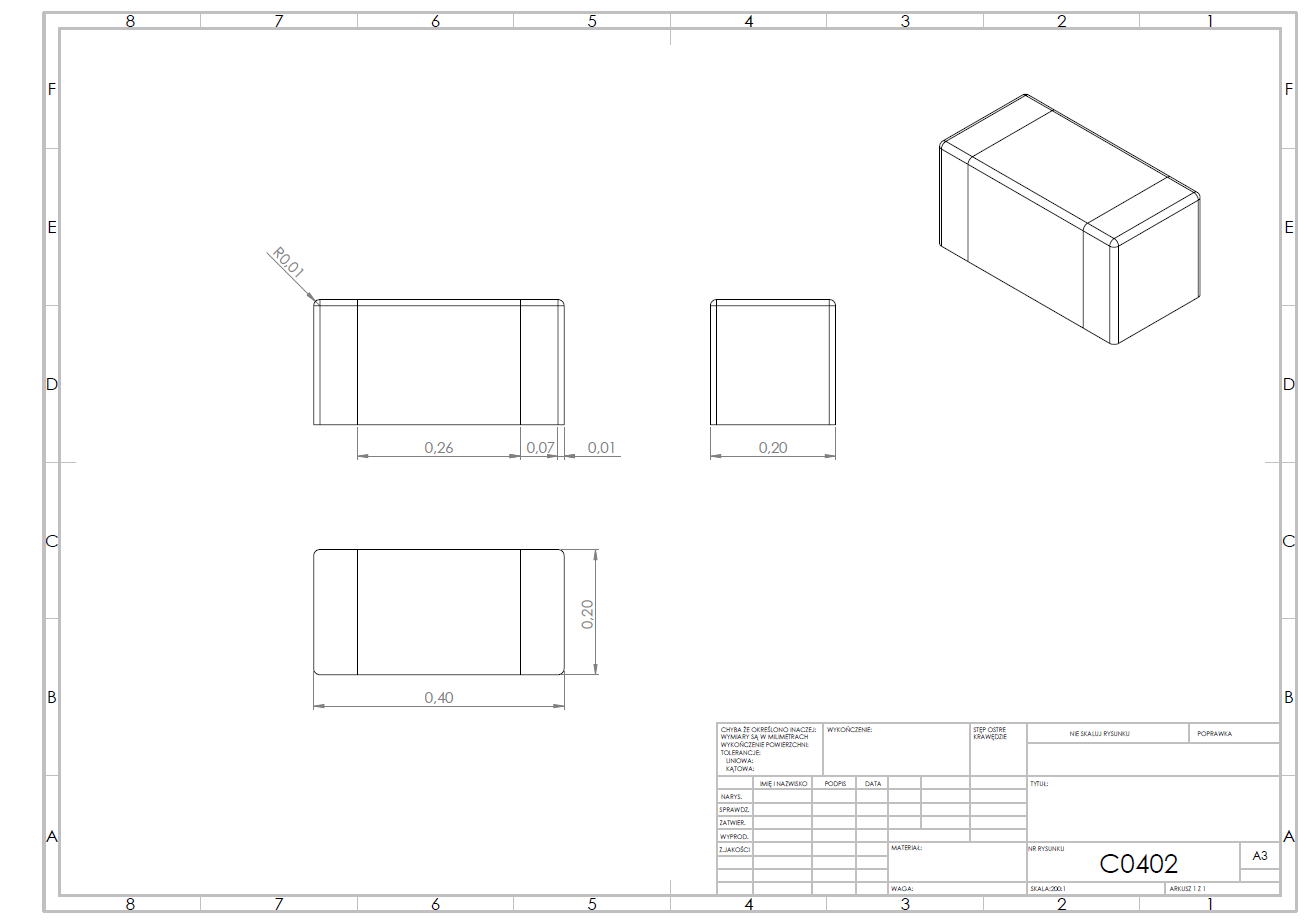 8 7 6 5 4 3 2 1
F F
E E
R0,01
D D
0,26 0,07 0,01 0,20
C C
0,20
B B
0,40
CHYBA ŻE OKREŚLONO INACZEJ:
WYMIARY SĄ W MILIMETRACH
WYKOŃCZENIE POWIERZCHNI:
TOLERANCJE:
LINIOWA:
KĄTOWA:
WYKOŃCZENIE:
STĘP OSTRE
KRAWĘDZIE
NIE SKALUJ RYSUNKU
POPRAWKA
IMIĘ I NAZWISKO PODPIS DATA
TYTUŁ:
NARYS.
SPRAWDZ.
ZATWIER.
WYPROD.
Z.JAKOŚCI
A A
MATERIAŁ:
NR RYSUNKU
C0402
A3
WAGA:
SKALA:200:1
ARKUSZ 1 Z 1
8 7 6 5 4 3 2 1